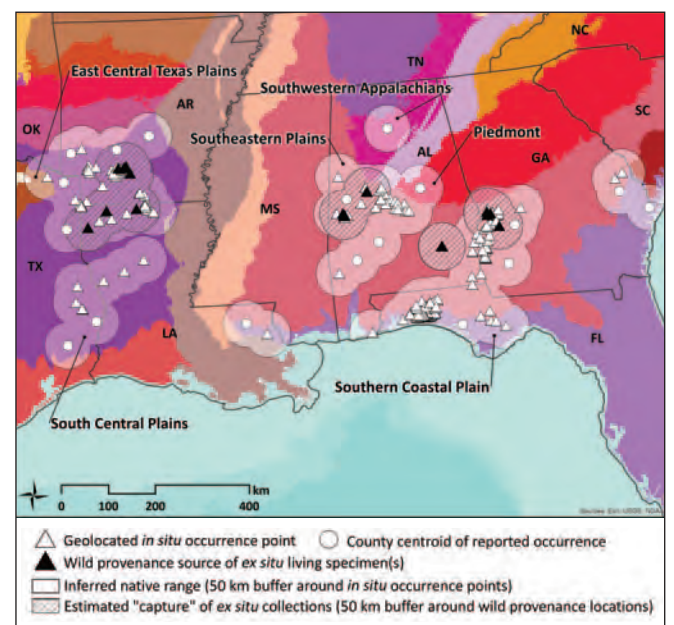 NC
TN
East Central Texas Plains
Southwestern Appalachians
AR
SC
OK
Southeastern Plains
Piedmont
AL
GA
MS
TX
LA
FL
Southern Coastal Plain
South Central Plains
km
0 100 200 400
Geolocated in situ occurrence point
County centroid of reported occurrence
Wild provenance source of ex situ living specimen(s)
Inferred native range (50 km buffer around in situ occurrence points)
Estimated "capture" of ex situ collections (50 km buffer around wild provenance locations)